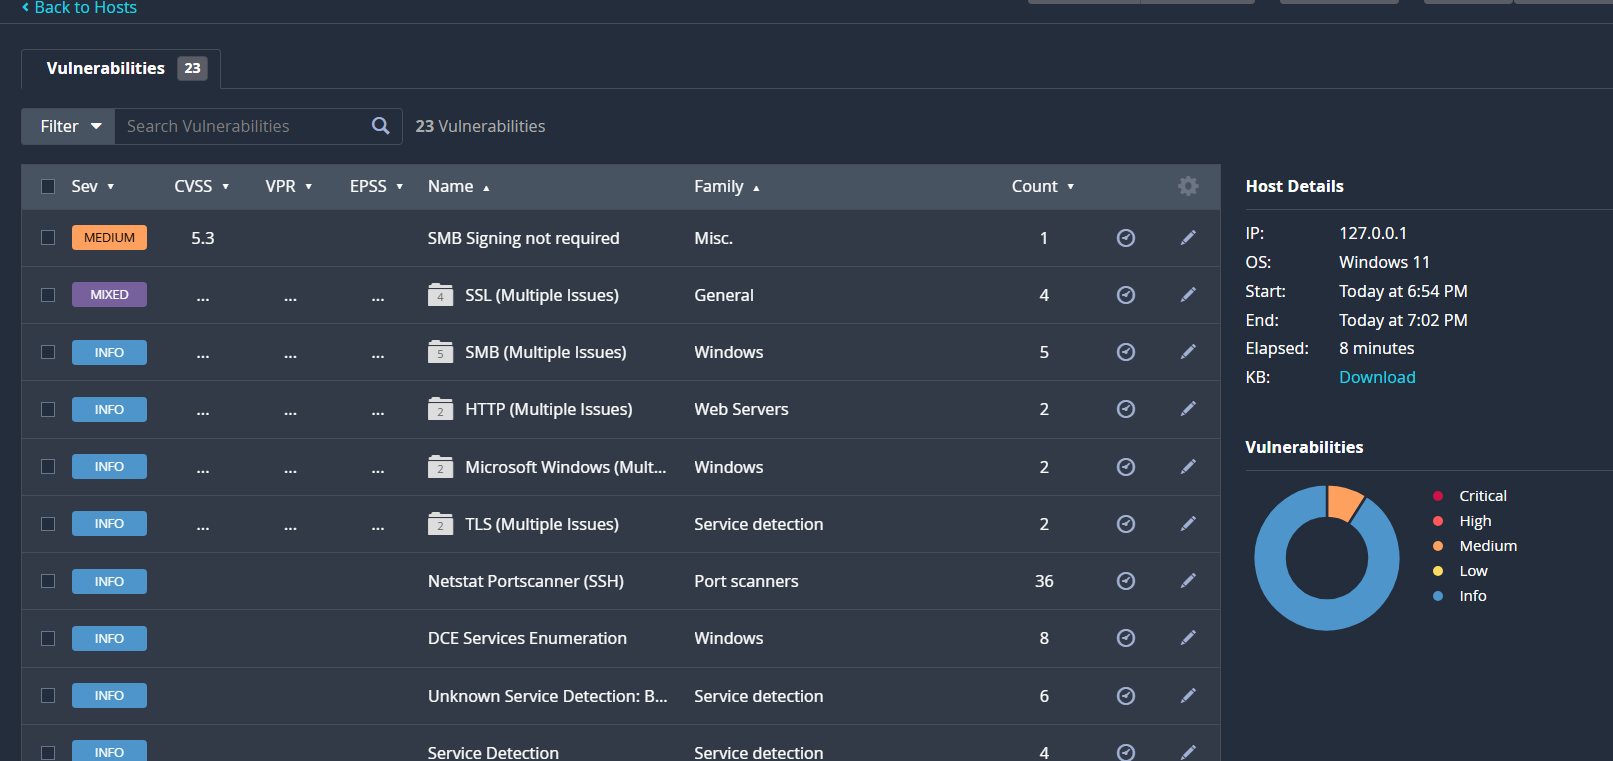 Back to Hosts
Vulnerabilities 23
Filter Search Vulnerabilities 23 Vulnerabilities
Sev CVSS VPR EPSS Name Family Count
MEDIUM 5.3 SMB Signing not required Misc. 1
MIXED ... ... ... 4 SSL (Multiple Issues) General 4
INFO ... ... ... 5 SMB (Multiple Issues) Windows 5
INFO ... ... ... 2 HTTP (Multiple Issues) Web Servers 2
INFO ... ... ... 2 Microsoft Windows (Mult... Windows 2
INFO ... ... ... 2 TLS (Multiple Issues) Service detection 2
INFO Netstat Portscanner (SSH) Port scanners 36
INFO DCE Services Enumeration Windows 8
INFO Unknown Service Detection: B... Service detection 6
INFO Service Detection Service detection 4
Host Details
IP: 127.0.0.1
OS: Windows 11
Start: Today at 6:54 PM
End: Today at 7:02 PM
Elapsed: 8 minutes
KB: Download
Vulnerabilities
Critical
High
Medium
Low
Info